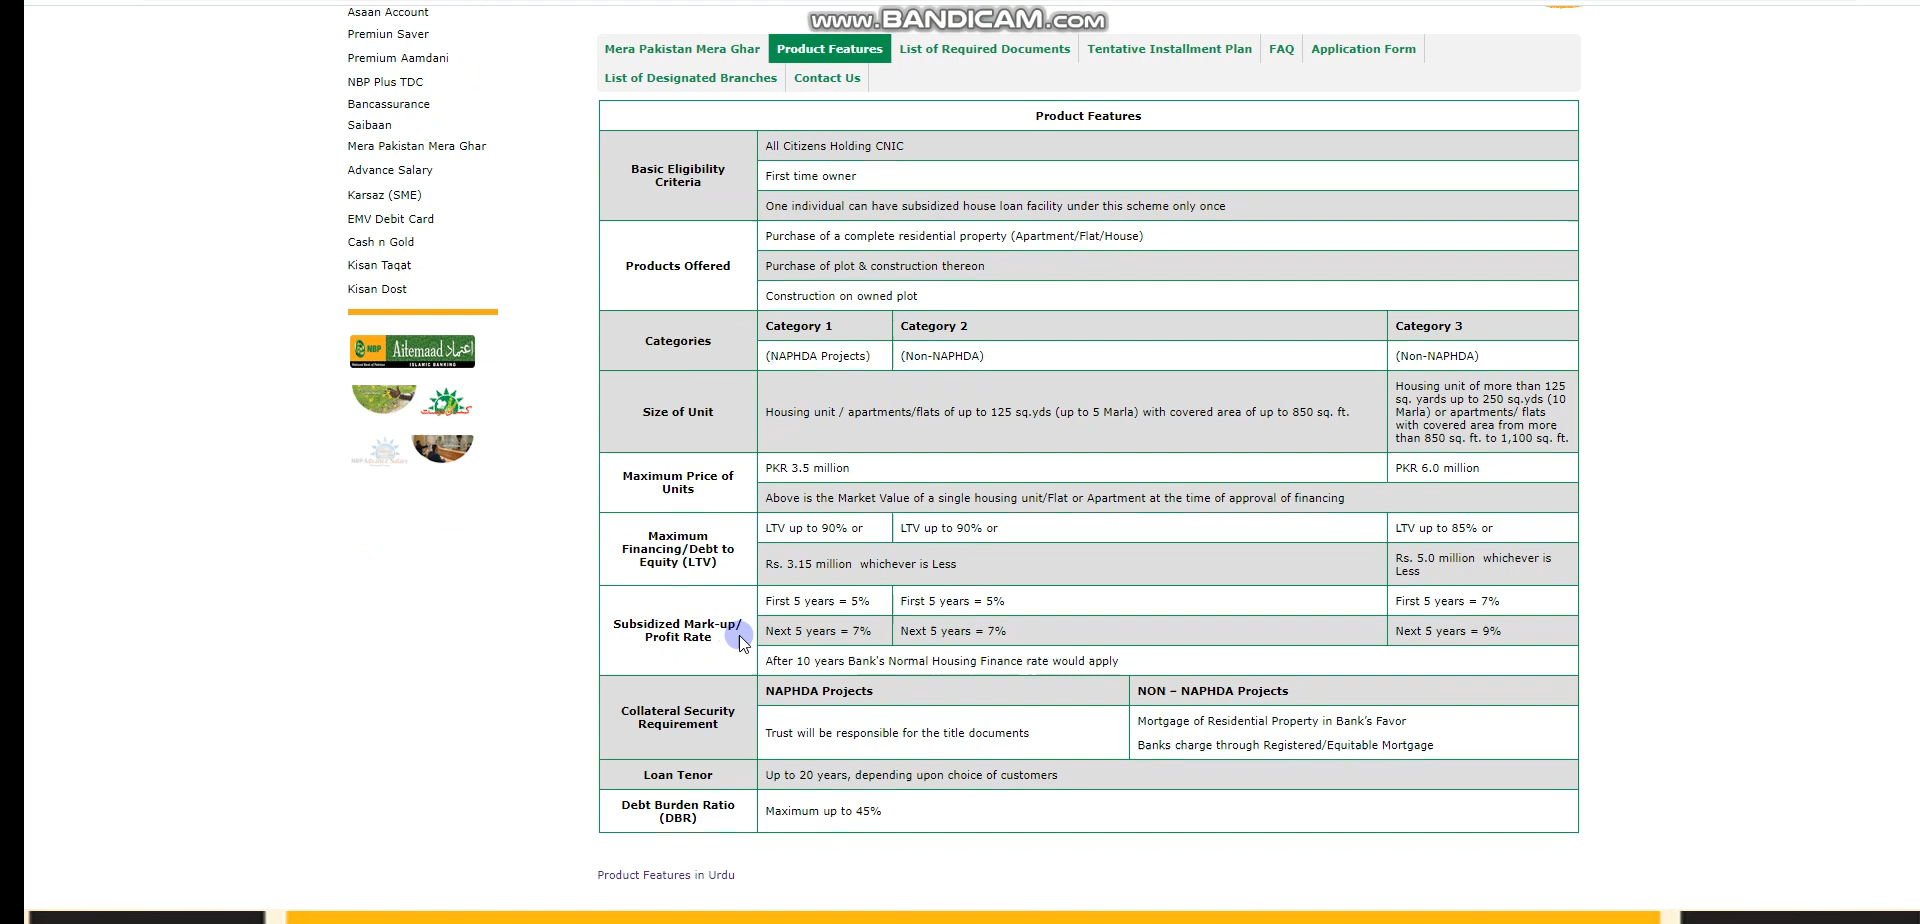 www.BANDICAM.com
Asaan Account
Premiun Saver
Premium Aamdani
NBP Plus TDC
Bancassurance
Saibaan
Mera Pakistan Mera Ghar
Advance Salary
Karsaz (SME)
EMV Debit Card
Cash n Gold
Kisan Taqat
Kisan Dost
NBP Aitemaad اعتماد
ISLAMIC BANKING
Mera Pakistan Mera Ghar Product Features List of Required Documents Tentative Installment Plan FAQ Application Form
List of Designated Branches Contact Us
Product Features
Basic Eligibility Criteria
All Citizens Holding CNIC
First time owner
One individual can have subsidized house loan facility under this scheme only once
Products Offered
Purchase of a complete residential property (Apartment/Flat/House)
Purchase of plot & construction thereon
Construction on owned plot
Categories
Category 1 Category 2 Category 3
(NAPHDA Projects) (Non-NAPHDA) (Non-NAPHDA)
Size of Unit
Housing unit / apartments/flats of up to 125 sq.yds (up to 5 Marla) with covered area of up to 850 sq. ft.
Housing unit of more than 125
sq. yards up to 250 sq.yds (10
Marla) or apartments/ flats
with covered area from more
than 850 sq. ft. to 1,100 sq. ft.
Maximum Price of
Units
PKR 3.5 million PKR 6.0 million
Above is the Market Value of a single housing unit/Flat or Apartment at the time of approval of financing
Maximum
Financing/Debt to
Equity (LTV)
LTV up to 90% or LTV up to 90% or LTV up to 85% or
Rs. 3.15 million whichever is Less
Rs. 5.0 million whichever is
Less
Subsidized Mark-up/
Profit Rate
First 5 years = 5% First 5 years = 5% First 5 years = 7%
Next 5 years = 7% Next 5 years = 7% Next 5 years = 9%
After 10 years Bank's Normal Housing Finance rate would apply
Collateral Security
Requirement
NAPHDA Projects NON – NAPHDA Projects
Trust will be responsible for the title documents
Mortgage of Residential Property in Bank's Favor
Banks charge through Registered/Equitable Mortgage
Loan Tenor
Up to 20 years, depending upon choice of customers
Debt Burden Ratio
(DBR)
Maximum up to 45%
Product Features in Urdu